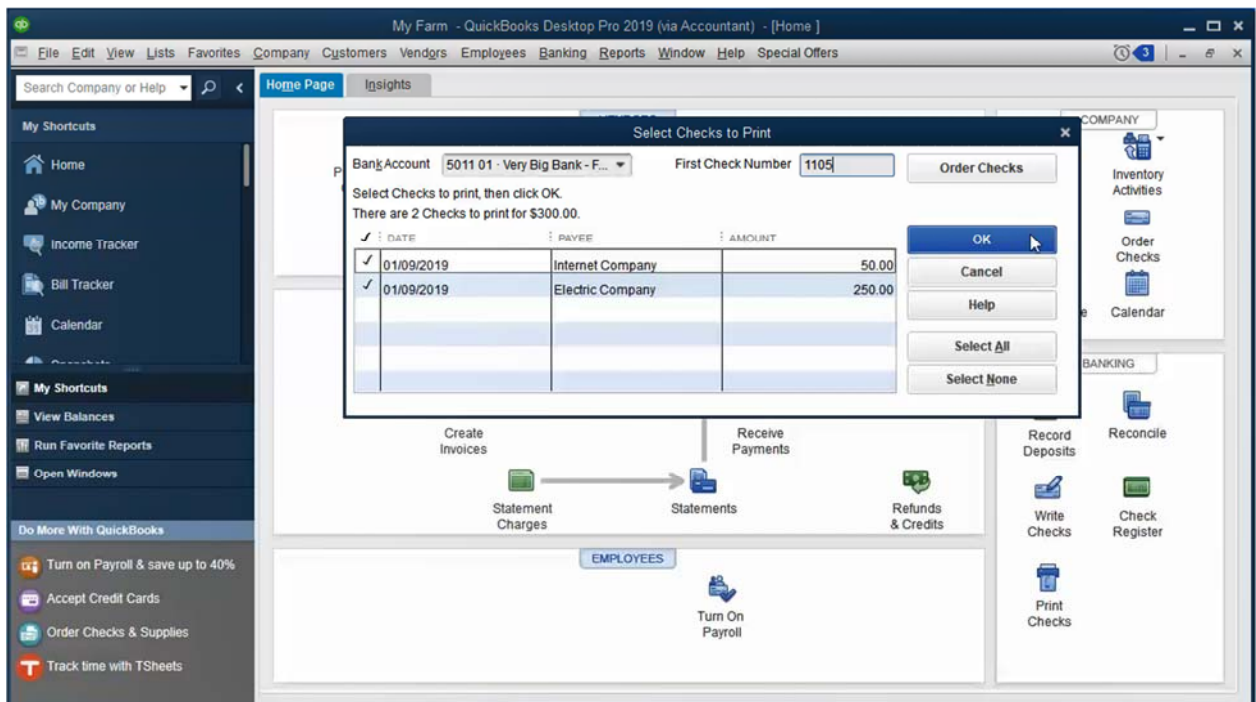 My Farm - QuickBooks Desktop Pro 2019 (via Accountant) - [Home ]
File Edit View Lists Favorites Company Customers Vendors Employees Banking Reports Window Help Special Offers
3
Search Company or Help
Home Page Insights
My Shortcuts
Home
My Company
Income Tracker
Bill Tracker
Calendar
My Shortcuts
View Balances
Run Favorite Reports
Open Windows
Do More With QuickBooks
Turn on Payroll & save up to 40%
Accept Credit Cards
Order Checks & Supplies
Track time with TSheets
Select Checks to Print
Bank Account 5011 01 · Very Big Bank - F... First Check Number 1105
Order Checks
Select Checks to print, then click OK.
There are 2 Checks to print for $300.00.
✓ DATE PAYEE AMOUNT
✓ 01/09/2019 Internet Company 50.00
✓ 01/09/2019 Electric Company 250.00
OK
Cancel
Help
Select All
Select None
Create
Invoices
Receive
Payments
Statement
Charges
Statements
Refunds
& Credits
EMPLOYEES
Turn On
Payroll
COMPANY
Inventory
Activities
Order
Checks
Calendar
BANKING
Record
Deposits
Reconcile
Write
Checks
Check
Register
Print
Checks